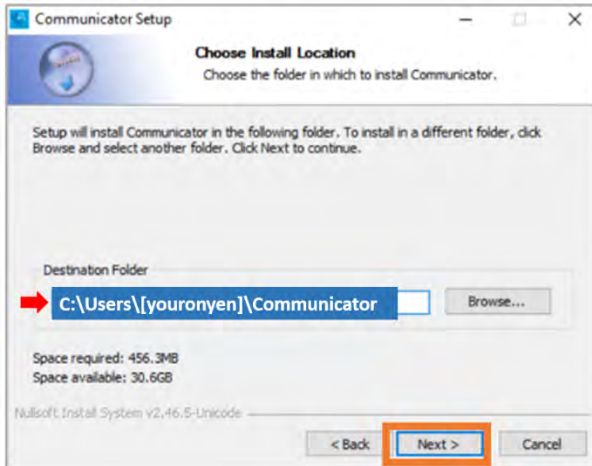 Communicator Setup
Choose Install Location
Choose the folder in which to install Communicator.
Setup will install Communicator in the following folder. To install in a different folder, click
Browse and select another folder. Click Next to continue.
Destination Folder
C:\Users\[youronyen]\Communicator
Browse...
Space required: 456.3MB
Space available: 30.6GB
Nullsoft Install System v2.46.5-Unicode
< Back
Next >
Cancel